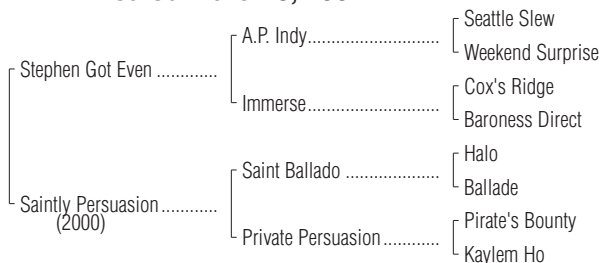 Seattle Slew
A.P. Indy
Weekend Surprise
Stephen Got Even
Cox's Ridge
Immerse
Baroness Direct
Halo
Saint Ballado
Ballade
Saintly Persuasion
(2000)
Pirate's Bounty
Private Persuasion
Kaylem Ho